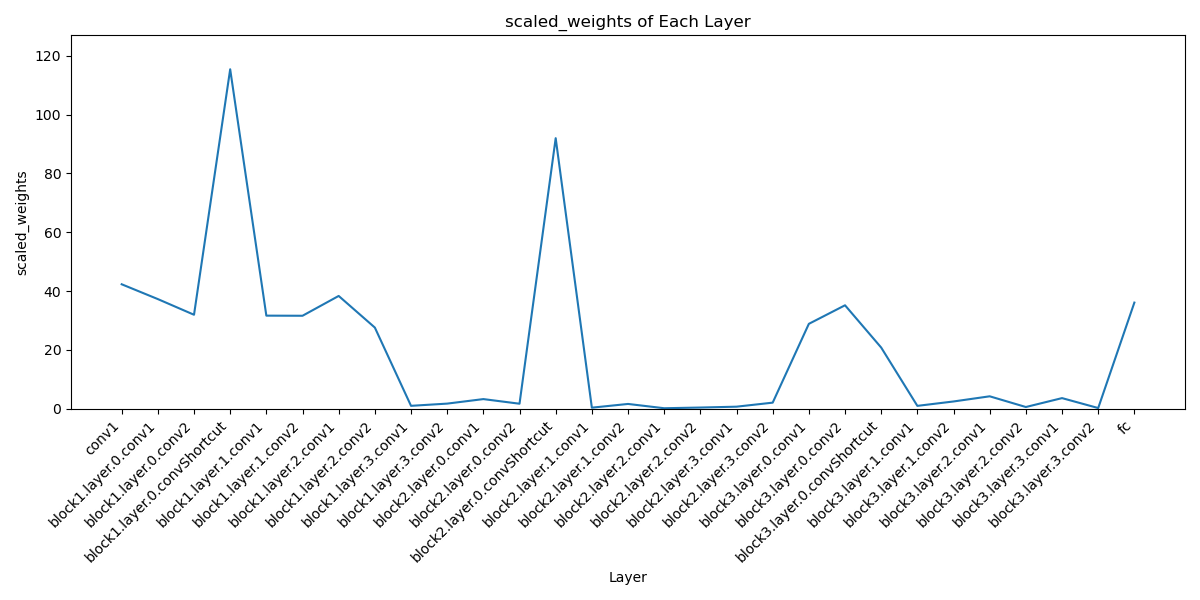 scaled_weights of Each Layer
scaled_weights
120
100
80
60
40
20
0
conv1
block1.layer.0.conv1
block1.layer.0.conv2
block1.layer.0.convShortcut
block1.layer.1.conv1
block1.layer.1.conv2
block1.layer.2.conv1
block1.layer.2.conv2
block1.layer.3.conv1
block1.layer.3.conv2
block2.layer.0.conv1
block2.layer.0.conv2
block2.layer.0.convShortcut
block2.layer.1.conv1
block2.layer.1.conv2
block2.layer.2.conv1
block2.layer.2.conv2
block2.layer.3.conv1
block2.layer.3.conv2
block3.layer.0.conv1
block3.layer.0.conv2
block3.layer.0.convShortcut
block3.layer.1.conv1
block3.layer.1.conv2
block3.layer.2.conv1
block3.layer.2.conv2
block3.layer.3.conv1
block3.layer.3.conv2
fc
Layer